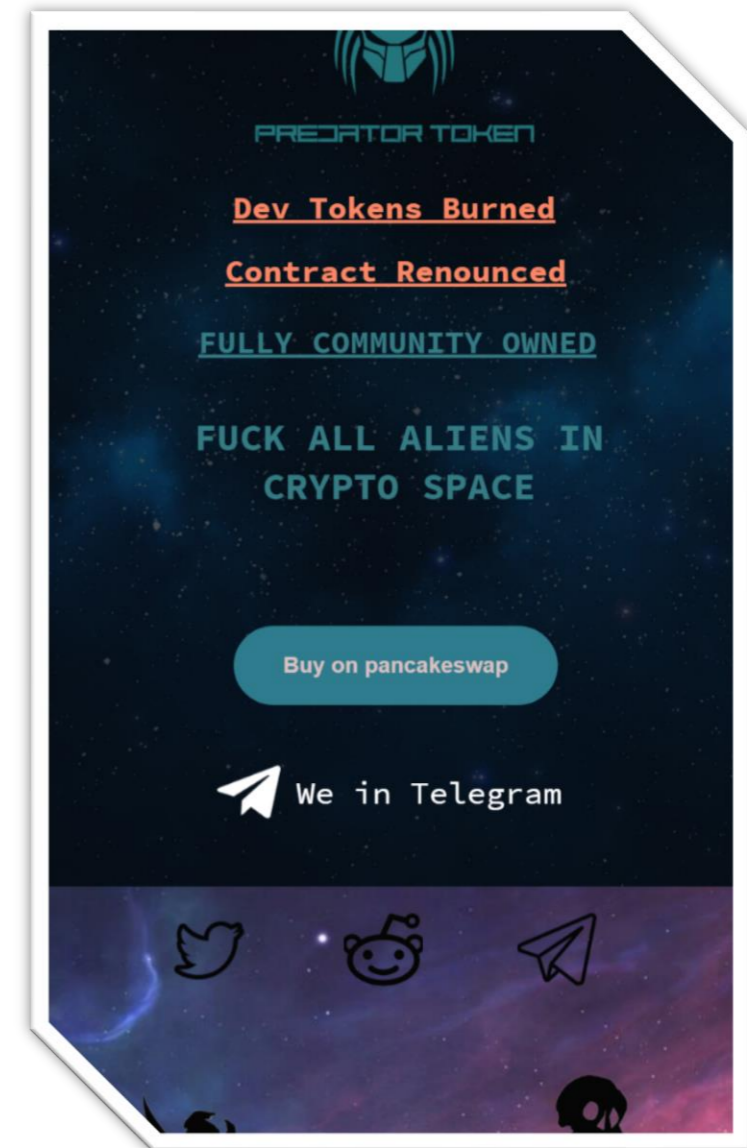 PREDATOR TOKEN
Dev Tokens Burned
Contract Renounced
FULLY COMMUNITY OWNED
FUCK ALL ALIENS IN
CRYPTO SPACE
Buy on pancakeswap
We in Telegram